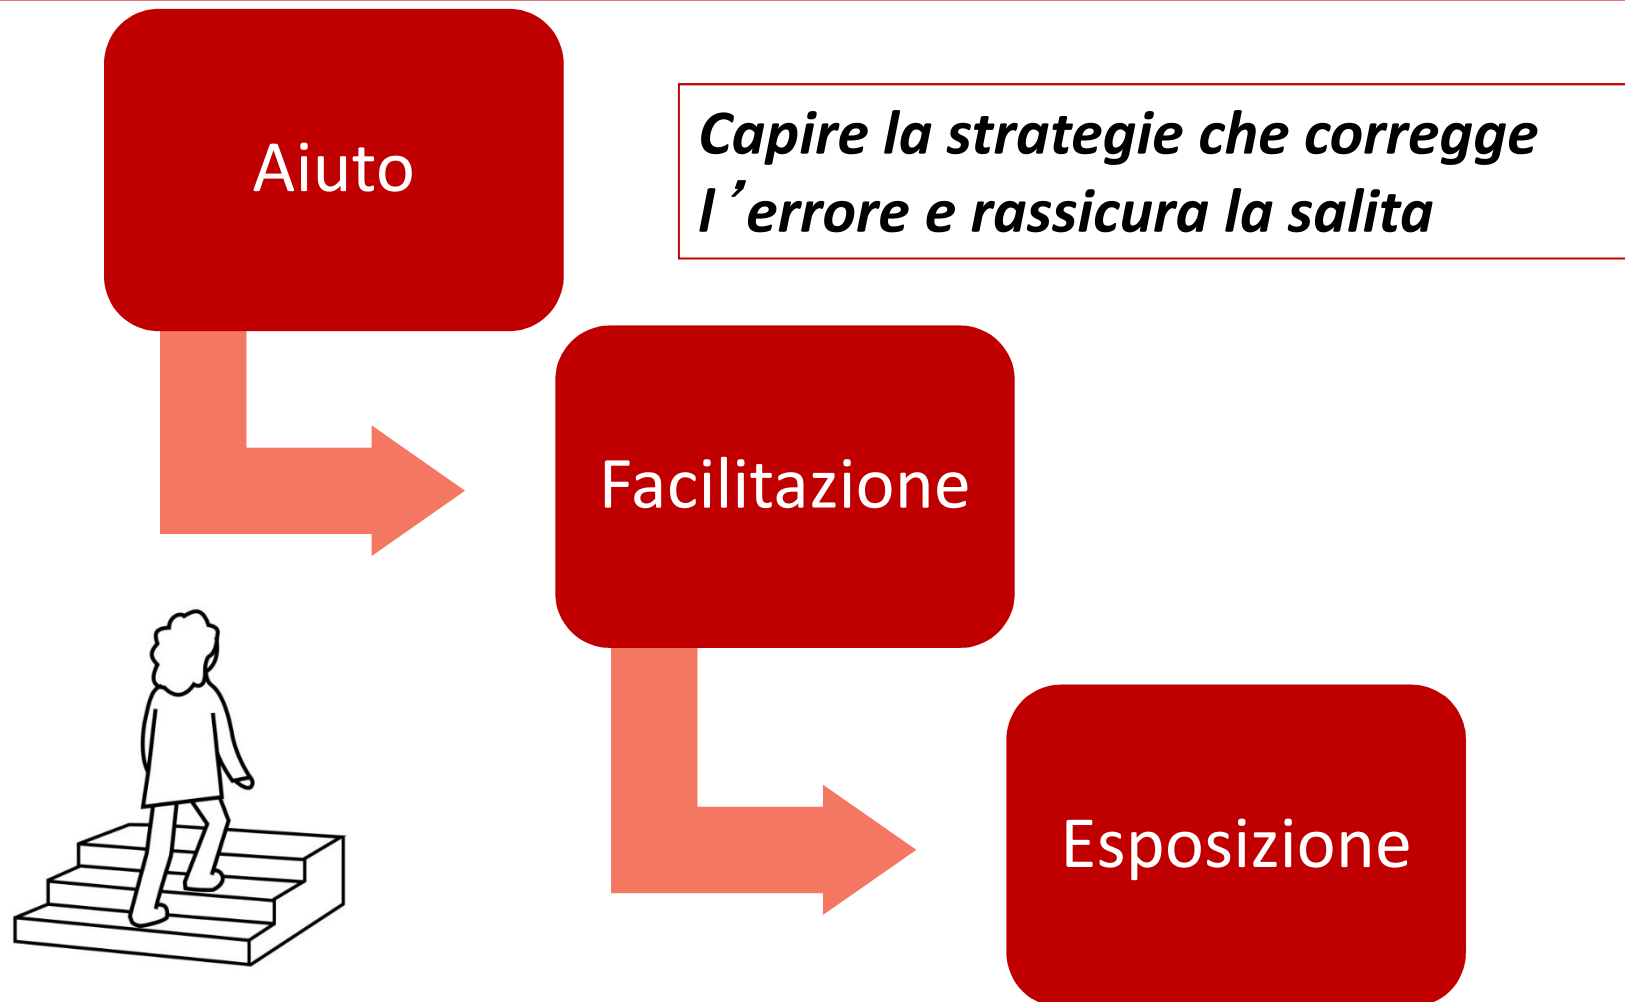 Aiuto
Capire la strategie che corregge
l’errore e rassicura la salita
Facilitazione
Esposizione